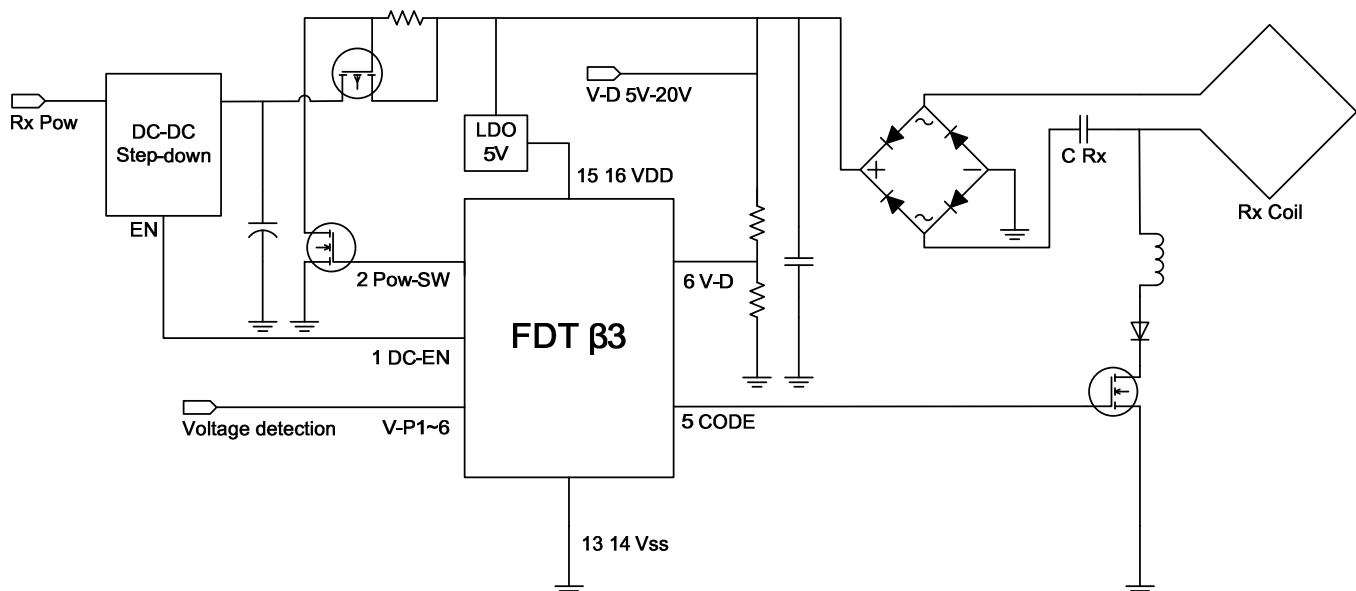 Rx Pow
DC-DC
Step-down
EN
LDO
5V
V-D 5V-20V
15 16 VDD
C Rx
Rx Coil
2 Pow-SW
6 V-D
FDT β3
1 DC-EN
Voltage detection
V-P1~6
5 CODE
13 14 Vss